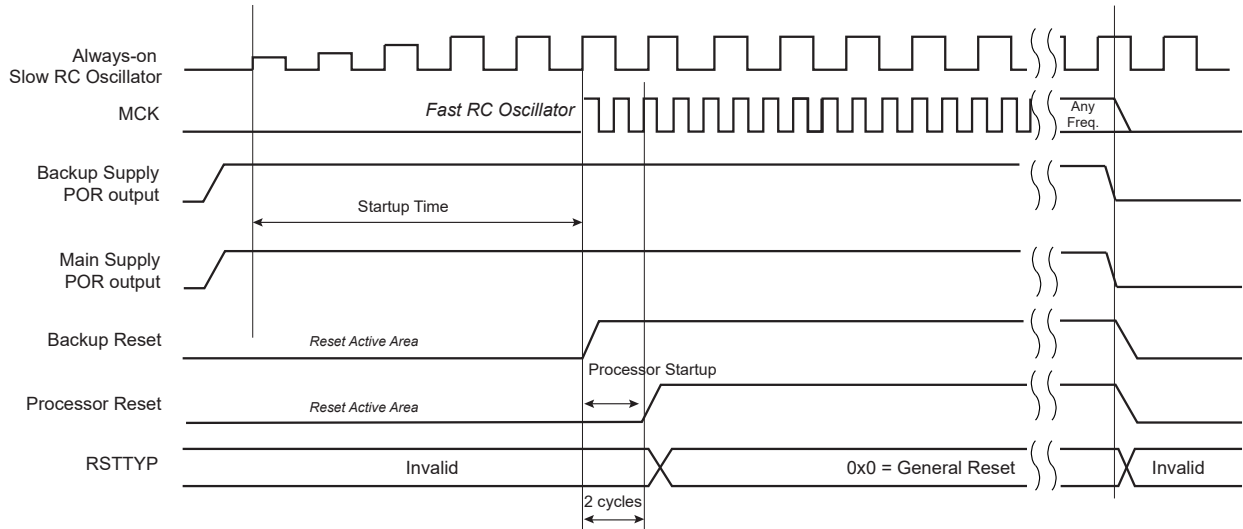 Always-on
Slow RC Oscillator
MCK
Fast RC Oscillator
Any
Freq.
Backup Supply
POR output
Startup Time
Main Supply
POR output
Backup Reset
Reset Active Area
Processor Startup
Processor Reset
Reset Active Area
RSTTYP
Invalid
0x0 = General Reset
Invalid
2 cycles